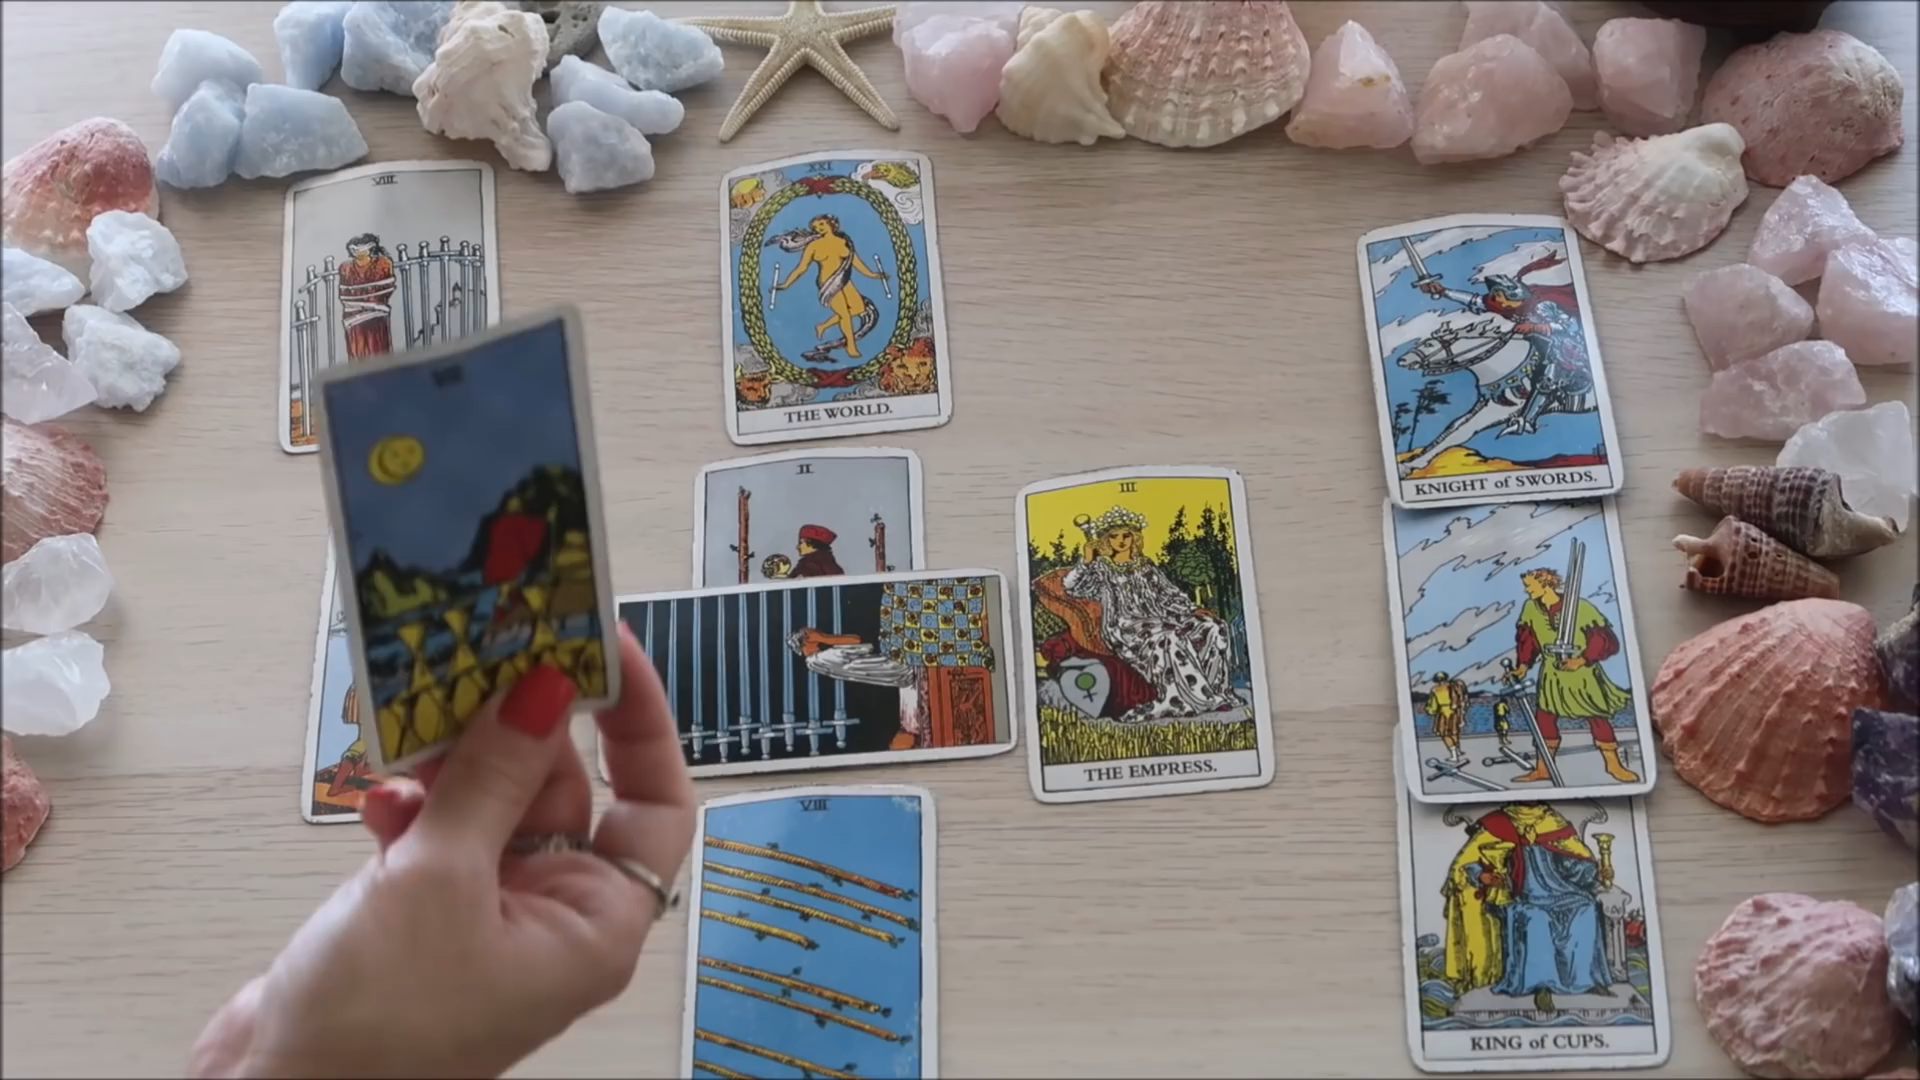 VIII
XXI
THE WORLD.
KNIGHT of SWORDS.
II
III
THE EMPRESS.
VIII
KING of CUPS.